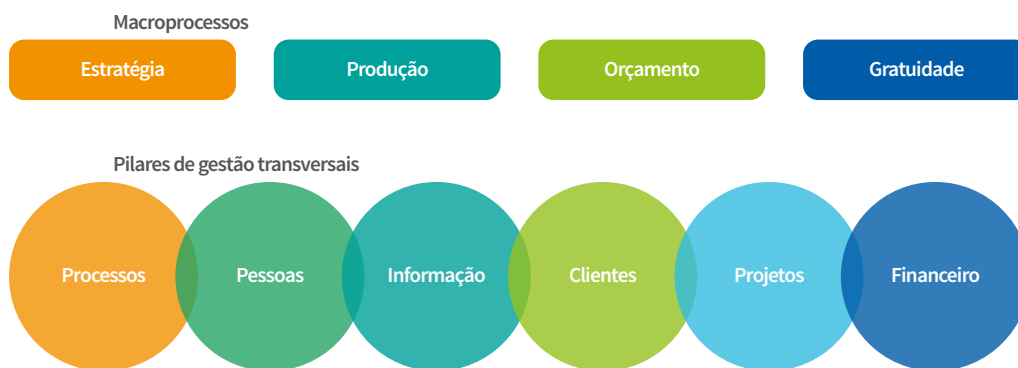 Macroprocessos
Estratégia
Produção
Orçamento
Gratuidade
Pilares de gestão transversais
Processos
Pessoas
Informação
Clientes
Projetos
Financeiro